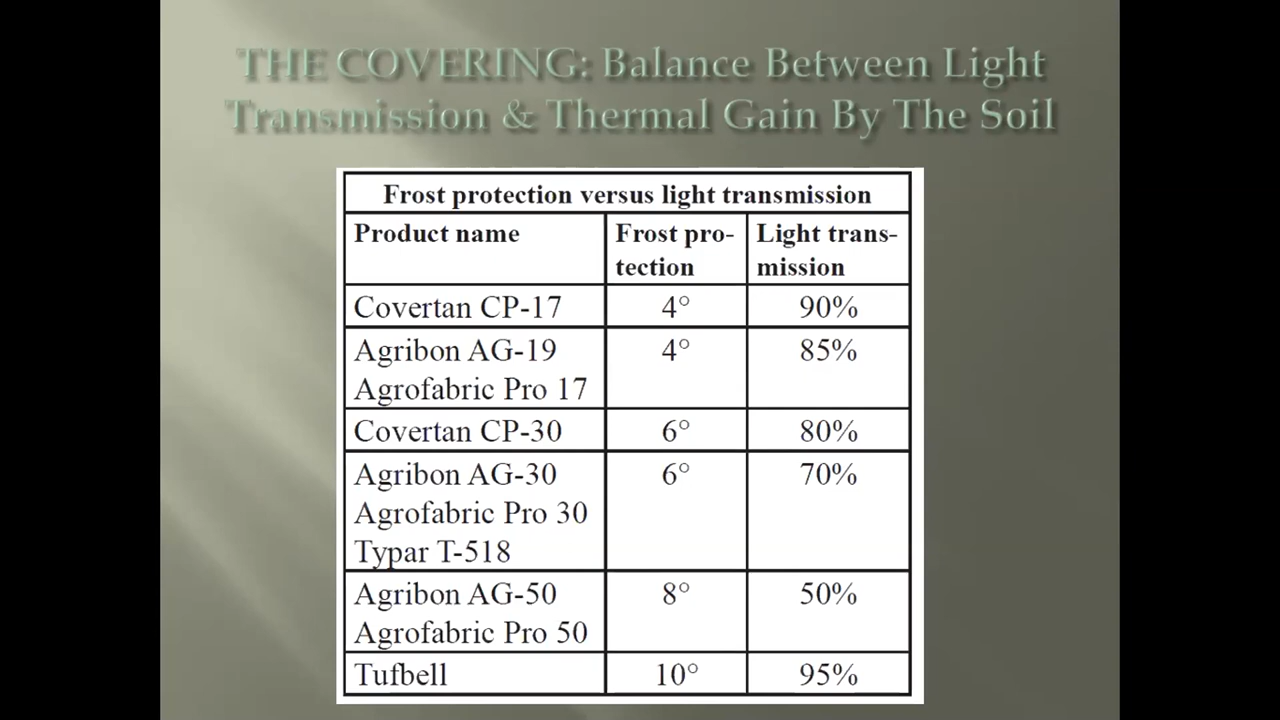 THE COVERING: Balance Between Light
Transmission & Thermal Gain By The Soil
Frost protection versus light transmission
Product name
Frost pro-
tection
Light trans-
mission
Covertan CP-17 4° 90%
Agribon AG-19 4° 85%
Agrofabric Pro 17
Covertan CP-30 6° 80%
Agribon AG-30 6° 70%
Agrofabric Pro 30
Typar T-518
Agribon AG-50 8° 50%
Agrofabric Pro 50
Tufbell 10° 95%